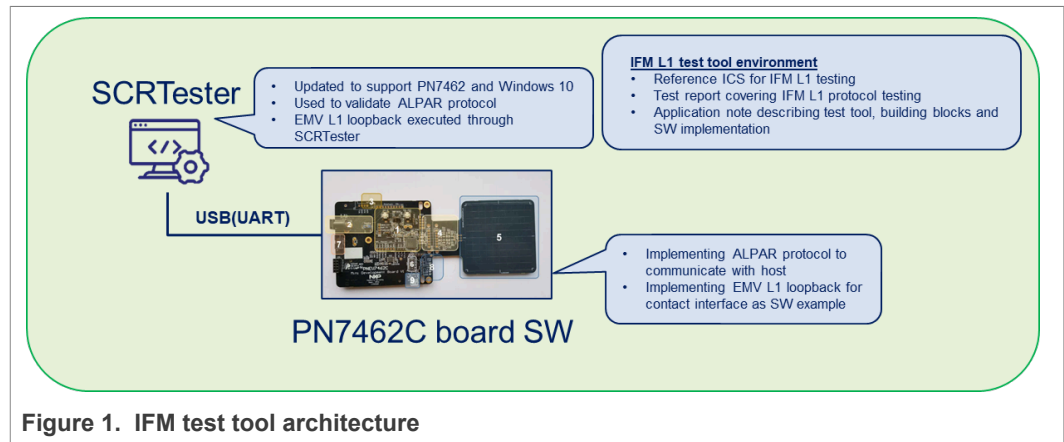 SCRTester
• Updated to support PN7462 and Windows 10
• Used to validate ALPAR protocol
• EMV L1 loopback executed through
SCRTester
IFM L1 test tool environment
• Reference ICS for IFM L1 testing
• Test report covering IFM L1 protocol testing
• Application note describing test tool, building blocks and
SW implementation
</>
USB(UART)
7
5
NXP
• Implementing ALPAR protocol to
communicate with host
• Implementing EMV L1 loopback for
contact interface as SW example
PN7462C board SW
Figure 1. IFM test tool architecture